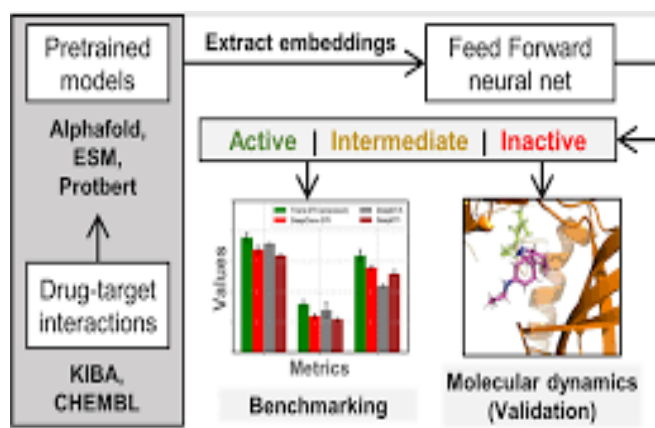 Pretrained
models
Extract embeddings
Feed Forward
neural net
Alphafold,
ESM,
Protbert
Active | Intermediate | Inactive
Drug-target
interactions
KIBA,
CHEMBL
Values
Metrics
Benchmarking
Molecular dynamics
(Validation)